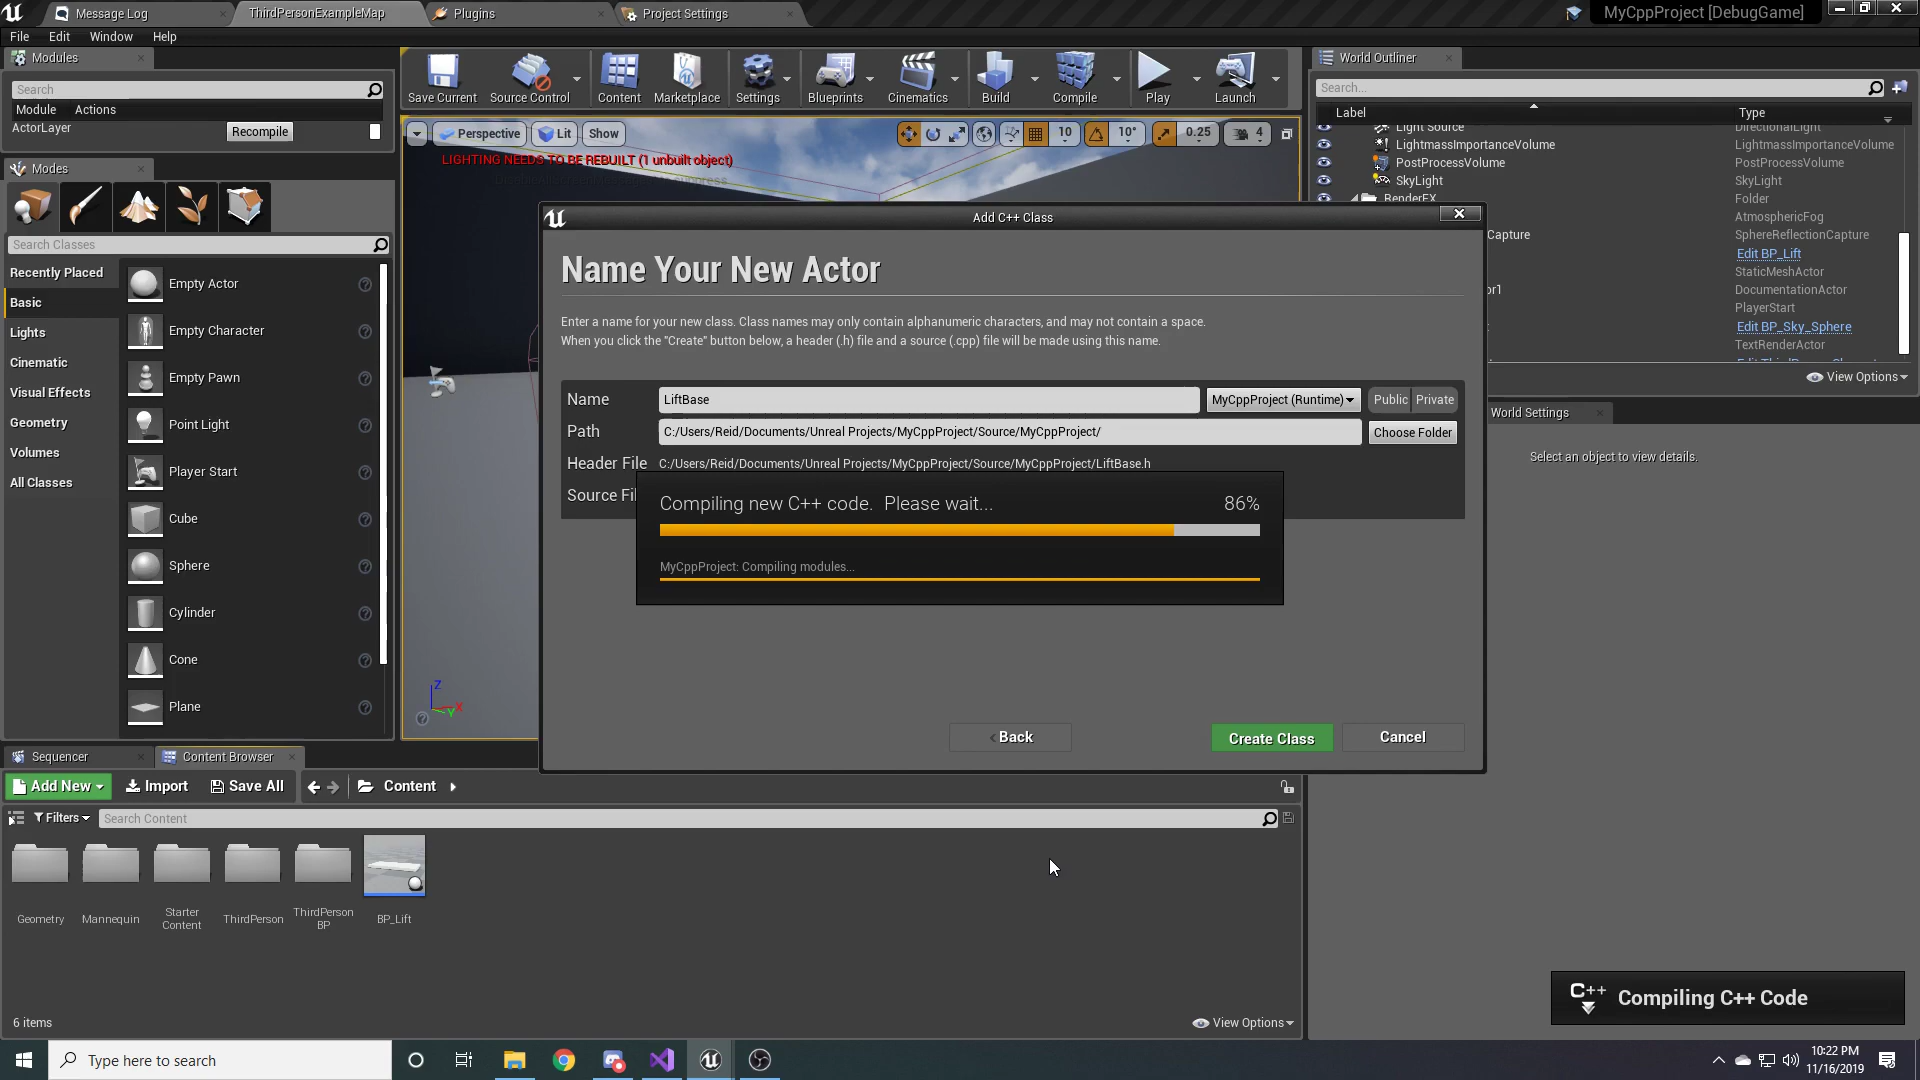 Message Log
ThirdPersonExampleMap
Plugins
Project Settings
MyCppProject [DebugGame]
File Edit Window Help
Modules
Search
Module Actions
ActorLayer
Recompile
Modes
Search Classes
Recently Placed
Basic
Lights
Cinematic
Visual Effects
Geometry
Volumes
All Classes
Empty Actor
Empty Character
Empty Pawn
Point Light
Player Start
Cube
Sphere
Cylinder
Cone
Plane
Save Current
Source Control
Content
Marketplace
Settings
Blueprints
Cinematics
Build
Compile
Play
Launch
Perspective
Lit
Show
10
10°
0.25
4
LIGHTING NEEDS TO BE REBUILT (1 unbuilt object)
World Outliner
Search...
Label Type
Light Source DirectionalLight
LightmassImportanceVolume LightmassImportanceVolume
PostProcessVolume PostProcessVolume
SkyLight SkyLight
RenderFX Folder
AtmosphericFog
Capture SphereReflectionCapture
Edit BP_Lift
StaticMeshActor
or1 DocumentationActor
PlayerStart
Edit BP_Sky_Sphere
TextRenderActor
View Options
World Settings
Select an object to view details.
Add C++ Class
Name Your New Actor
Enter a name for your new class. Class names may only contain alphanumeric characters, and may not contain a space.
When you click the "Create" button below, a header (.h) file and a source (.cpp) file will be made using this name.
Name LiftBase MyCppProject (Runtime) Public Private
Path C:/Users/Reid/Documents/Unreal Projects/MyCppProject/Source/MyCppProject/ Choose Folder
Header File C:/Users/Reid/Documents/Unreal Projects/MyCppProject/Source/MyCppProject/LiftBase.h
Source Fil
Compiling new C++ code. Please wait... 86%
MyCppProject: Compiling modules...
Back
Create Class
Cancel
X
Y
Z
Sequencer
Content Browser
Add New
Import
Save All
Content
Filters
Search Content
Geometry
Mannequin
Starter
Content
ThirdPerson
ThirdPerson
BP
BP_Lift
6 items
View Options
C++
Compiling C++ Code
Type here to search
10:22 PM
11/16/2019